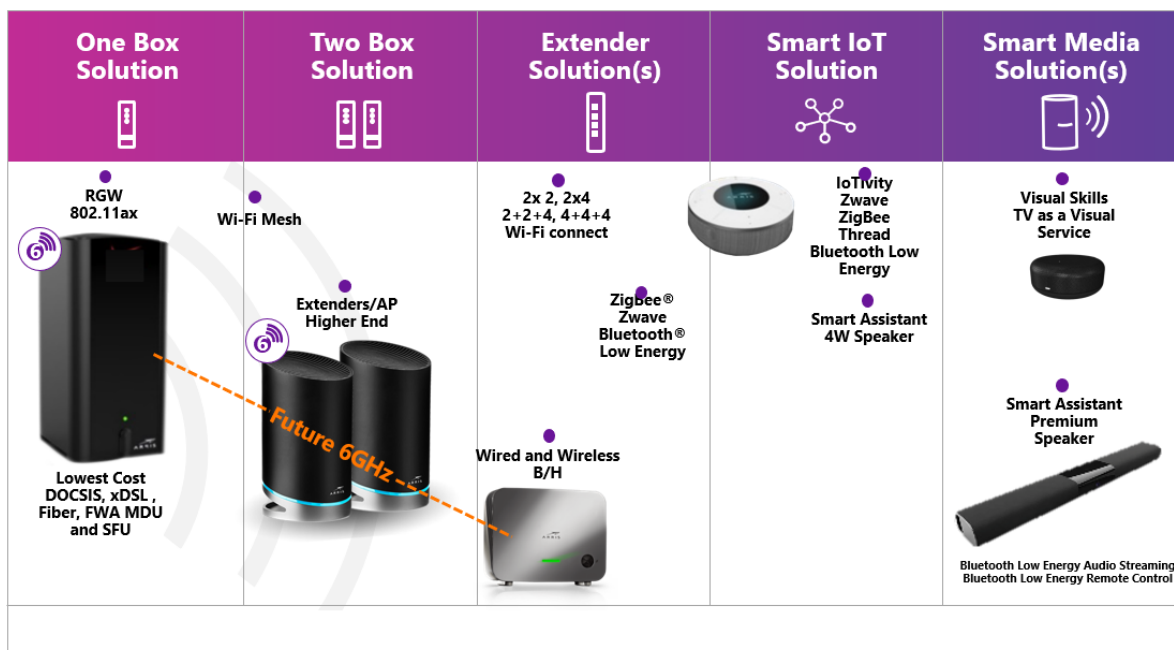 One Box
Solution
Two Box
Solution
Extender
Solution(s)
Smart IoT
Solution
Smart Media
Solution(s)
RGW
802.11ax
6
Lowest Cost
DOCSIS, xDSL ,
Fiber, FWA MDU
and SFU
Wi-Fi Mesh
Extenders/AP
Higher End
6
Future 6GHz
2x 2, 2x4
2+2+4, 4+4+4
Wi-Fi connect
ZigBee®
Zwave
Bluetooth®
Low Energy
Wired and Wireless
B/H
ARRIS
IoTivity
Zwave
ZigBee
Thread
Bluetooth Low
Energy
Smart Assistant
4W Speaker
Visual Skills
TV as a Visual
Service
Smart Assistant
Premium
Speaker
Bluetooth Low Energy Audio Streaming
Bluetooth Low Energy Remote Control